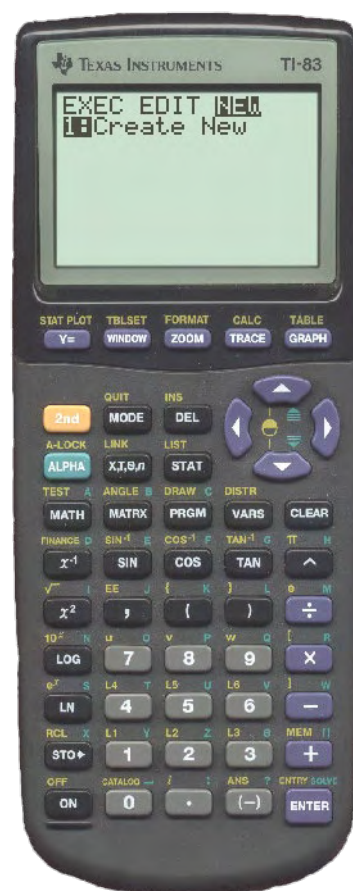 TEXAS INSTRUMENTS TI-83
EXEC EDIT NEW
1:Create New
STAT PLOT TBLSET FORMAT CALC TABLE
Y= WINDOW ZOOM TRACE GRAPH
QUIT INS
2nd MODE DEL
A-LOCK LINK LIST
ALPHA X,T,θ,n STAT
TEST A ANGLE B DRAW C DISTR
MATH MATRX PRGM VARS CLEAR
FINANCE D SIN⁻¹ E COS⁻¹ F TAN⁻¹ G π H
x⁻¹ SIN COS TAN ^
√ I EE J { K } L e M
x² , ( ) ÷
10ˣ N u O v P w Q [ R
LOG 7 8 9 ×
eˣ S L4 T L5 U L6 V ] W
LN 4 5 6 −
RCL X L1 Y L2 Z L3 θ MEM "
STO▸ 1 2 3 +
OFF CATALOG i : ANS ? ENTRY SOLVE
ON 0 . (−) ENTER